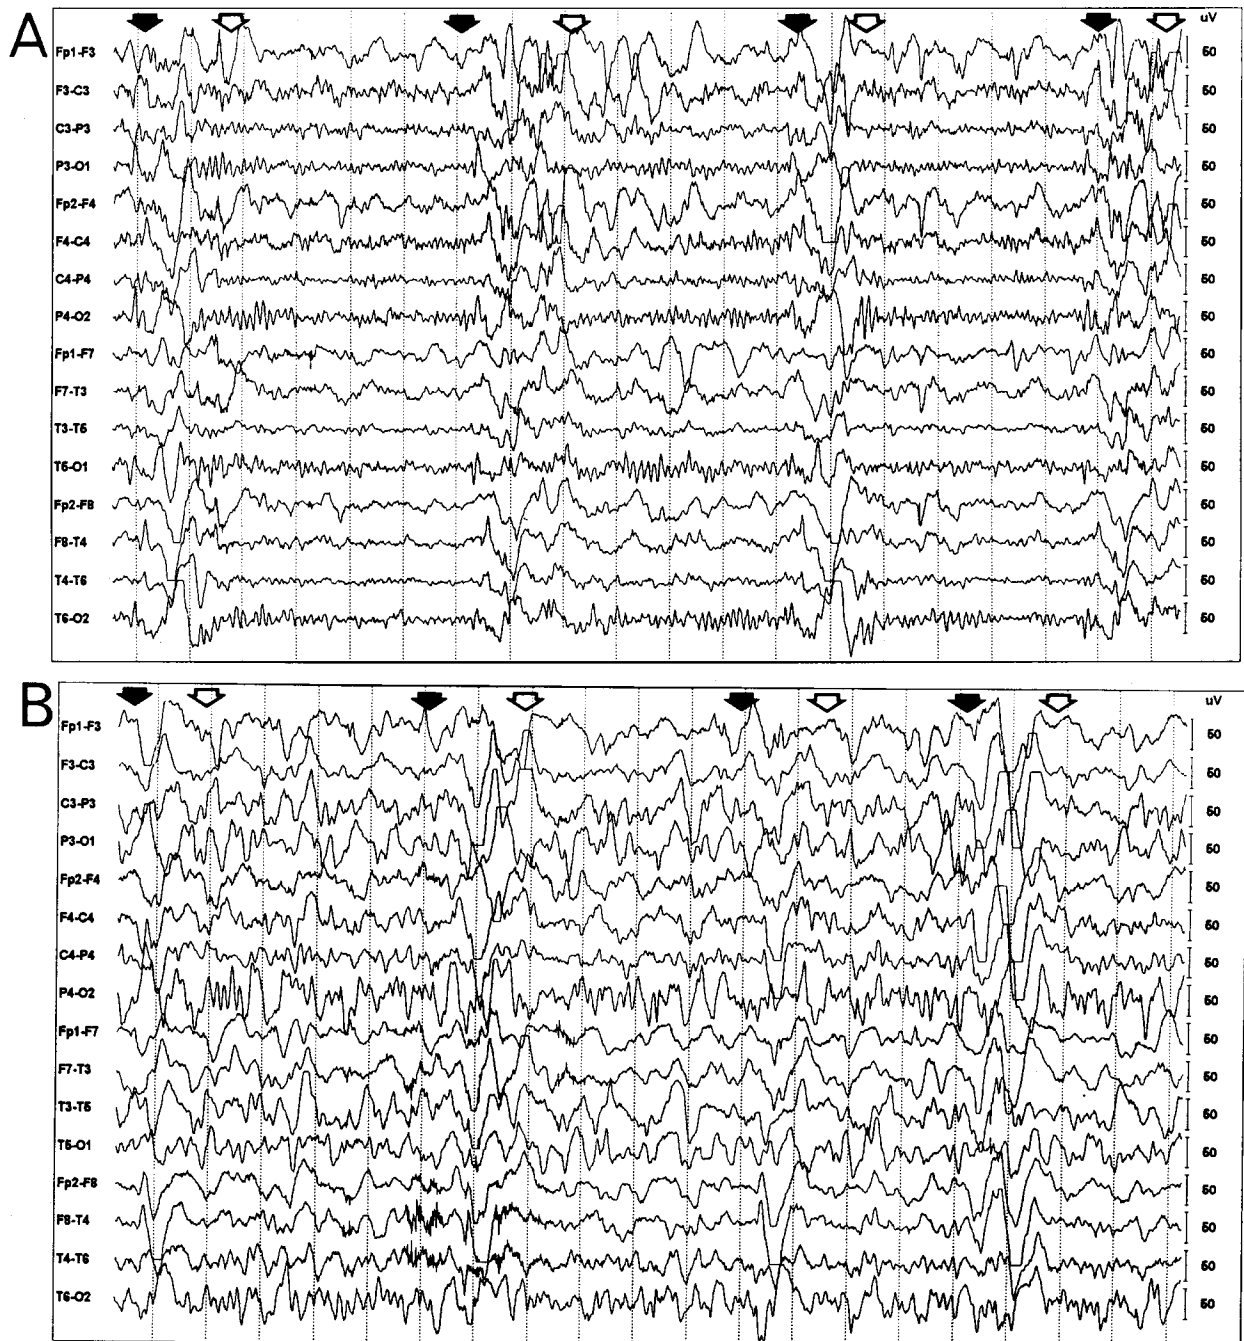 A
uV
Fp1-F3 50
F3-C3 50
C3-P3 50
P3-O1 50
Fp2-F4 50
F4-C4 50
C4-P4 50
P4-O2 50
Fp1-F7 50
F7-T3 50
T3-T5 50
T5-O1 50
Fp2-F8 50
F8-T4 50
T4-T6 50
T6-O2 50
B
uV
Fp1-F3 50
F3-C3 50
C3-P3 50
P3-O1 50
Fp2-F4 50
F4-C4 50
C4-P4 50
P4-O2 50
Fp1-F7 50
F7-T3 50
T3-T5 50
T5-O1 50
Fp2-F8 50
F8-T4 50
T4-T6 50
T6-O2 50